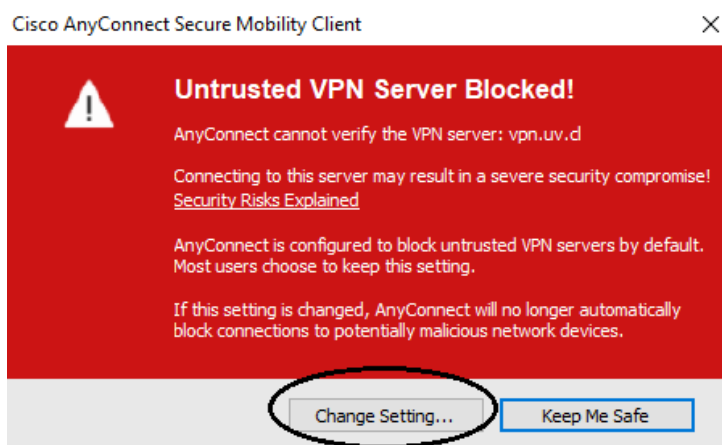 Cisco AnyConnect Secure Mobility Client
Untrusted VPN Server Blocked!
AnyConnect cannot verify the VPN server: vpn.uv.cl
Connecting to this server may result in a severe security compromise!
Security Risks Explained
AnyConnect is configured to block untrusted VPN servers by default.
Most users choose to keep this setting.
If this setting is changed, AnyConnect will no longer automatically
block connections to potentially malicious network devices.
Change Setting...
Keep Me Safe